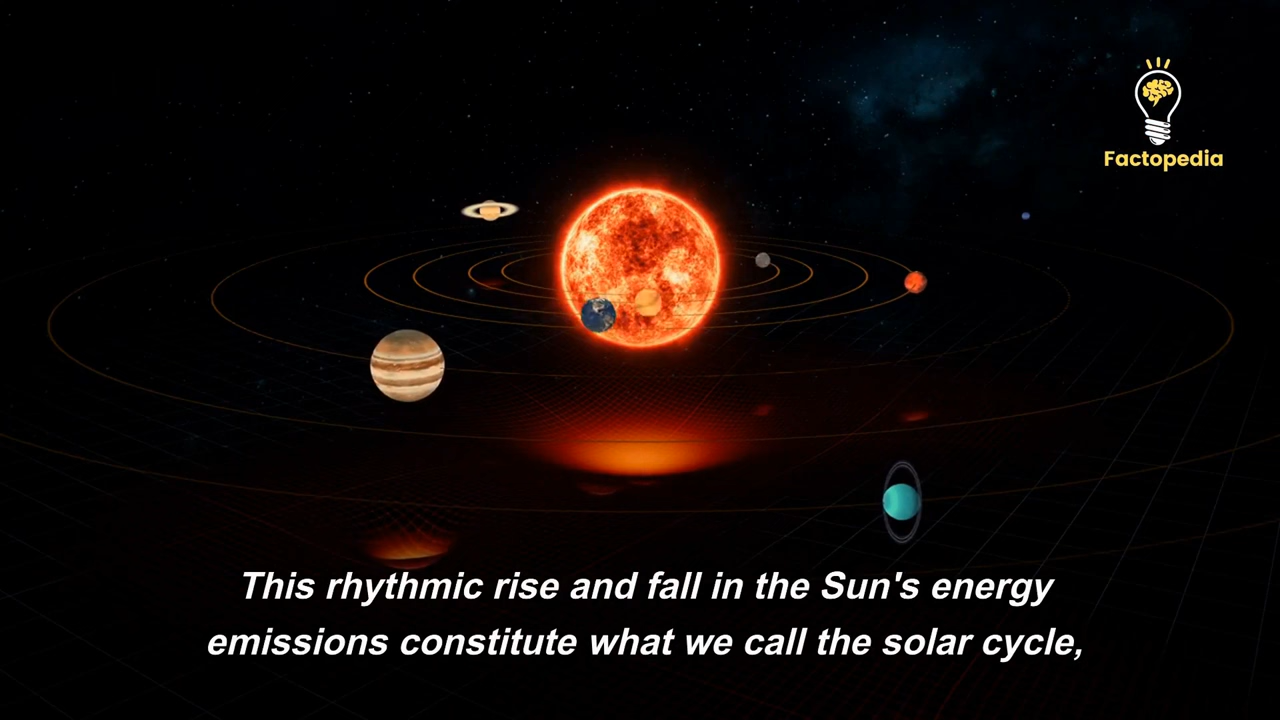 Factopedia
This rhythmic rise and fall in the Sun's energy
emissions constitute what we call the solar cycle,